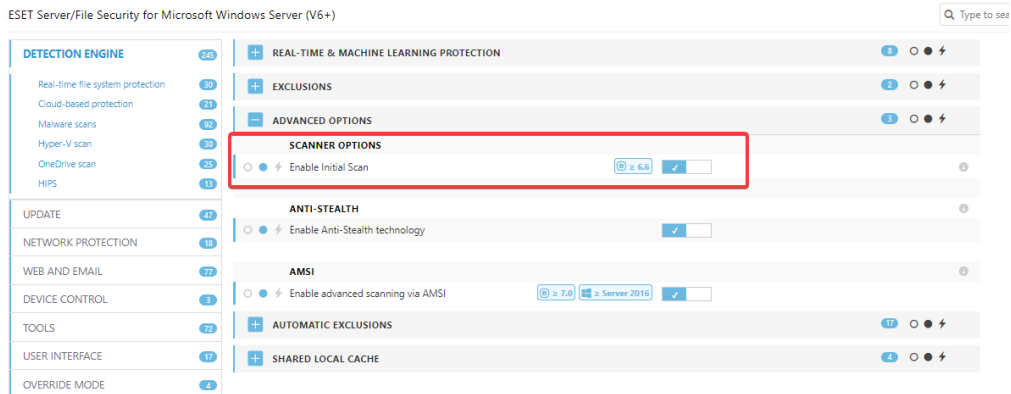 ESET Server/File Security for Microsoft Windows Server (V6+)
Type to sea
DETECTION ENGINE 245
Real-time file system protection 30
Cloud-based protection 21
Malware scans 92
Hyper-V scan 30
OneDrive scan 25
HIPS 13
UPDATE 47
NETWORK PROTECTION 18
WEB AND EMAIL 77
DEVICE CONTROL 3
TOOLS 72
USER INTERFACE 17
OVERRIDE MODE 4
REAL-TIME & MACHINE LEARNING PROTECTION 8
EXCLUSIONS 2
ADVANCED OPTIONS 3
SCANNER OPTIONS
Enable Initial Scan ≥ 6.6
ANTI-STEALTH
Enable Anti-Stealth technology
AMSI
Enable advanced scanning via AMSI ≥ 7.0 ≥ Server 2016
AUTOMATIC EXCLUSIONS 17
SHARED LOCAL CACHE 4